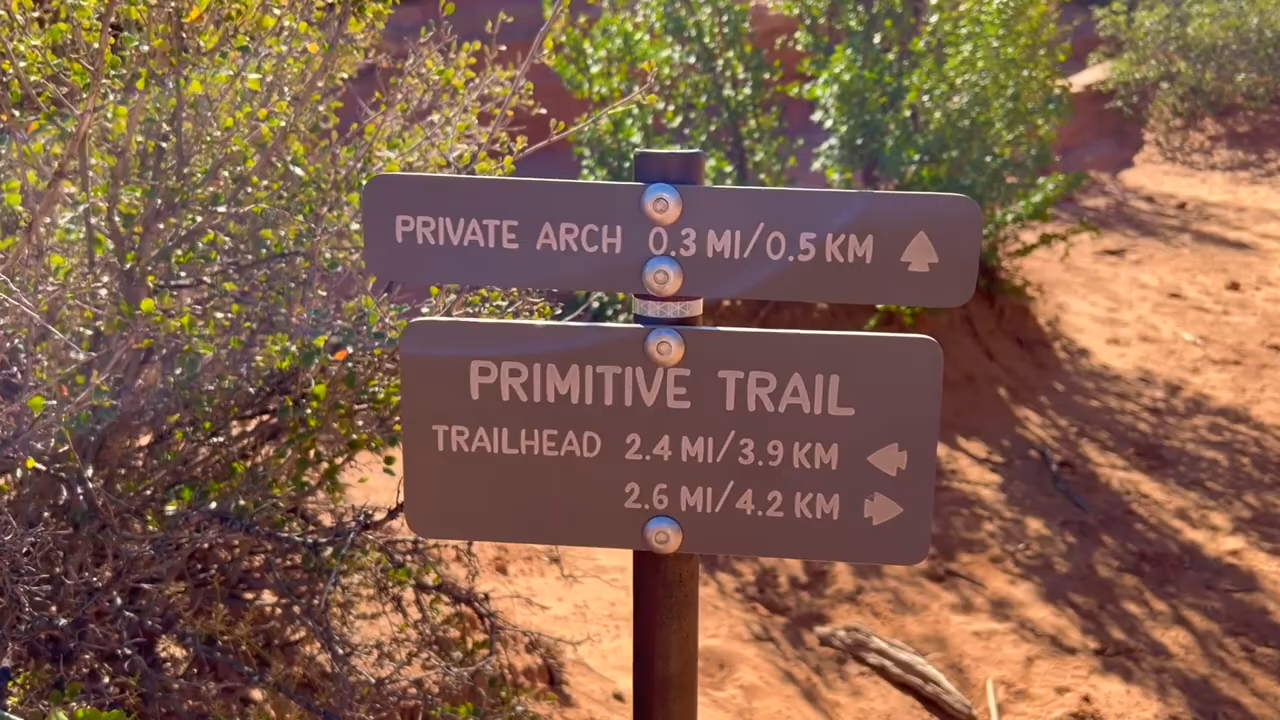 PRIVATE ARCH 0.3 MI/0.5 KM
PRIMITIVE TRAIL
TRAILHEAD 2.4 MI/3.9 KM
2.6 MI/4.2 KM